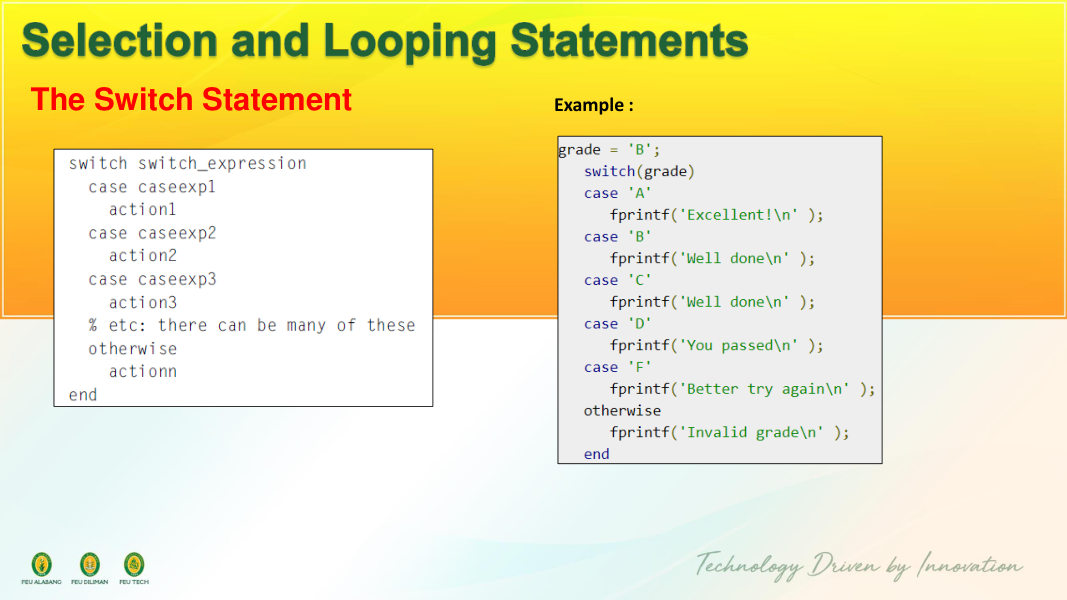 Selection and Looping Statements
The Switch Statement
switch switch_expression
case caseexp1
action1
case caseexp2
action2
case caseexp3
action3
% etc: there can be many of these
otherwise
actionn
end
Example :
grade = 'B';
switch(grade)
case 'A'
fprintf('Excellent!\n' );
case 'B'
fprintf('Well done\n' );
case 'C'
fprintf('Well done\n' );
case 'D'
fprintf('You passed\n' );
case 'F'
fprintf('Better try again\n' );
otherwise
fprintf('Invalid grade\n' );
end
FEU ALABANG FEU DILIMAN FEU TECH
Technology Driven by Innovation